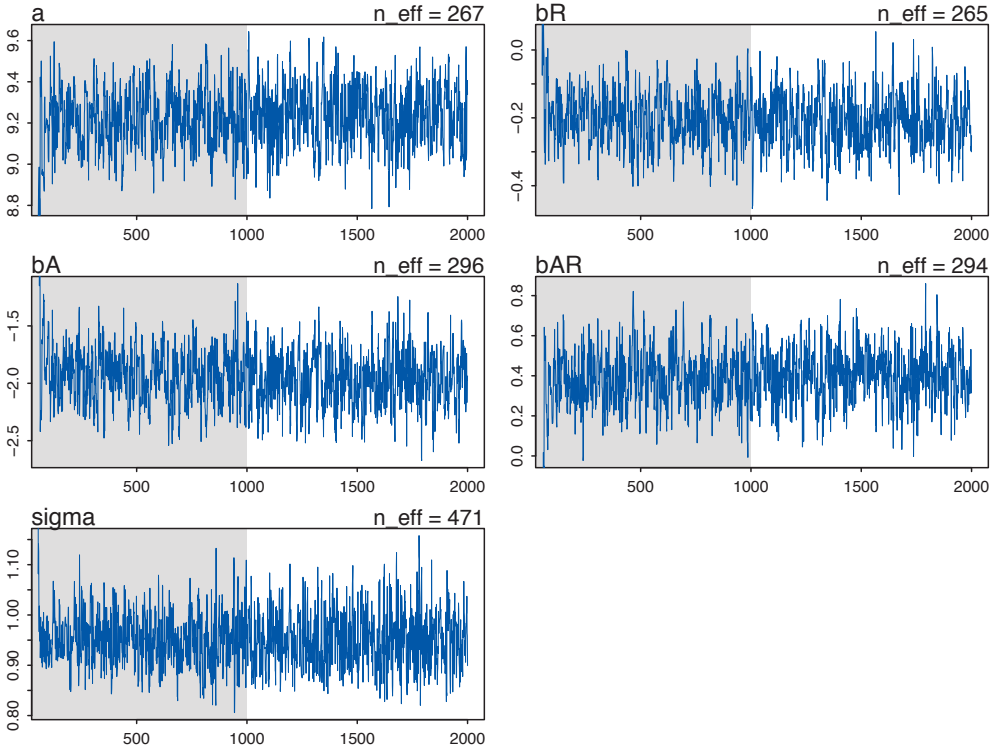 a n_eff = 267
9.6
9.4
9.2
9.0
8.8
500 1000 1500 2000
bR n_eff = 265
0.0
−0.2
−0.4
500 1000 1500 2000
bA n_eff = 296
−1.5
−2.0
−2.5
500 1000 1500 2000
bAR n_eff = 294
0.8
0.6
0.4
0.2
0.0
500 1000 1500 2000
sigma n_eff = 471
1.10
1.00
0.90
0.80
500 1000 1500 2000